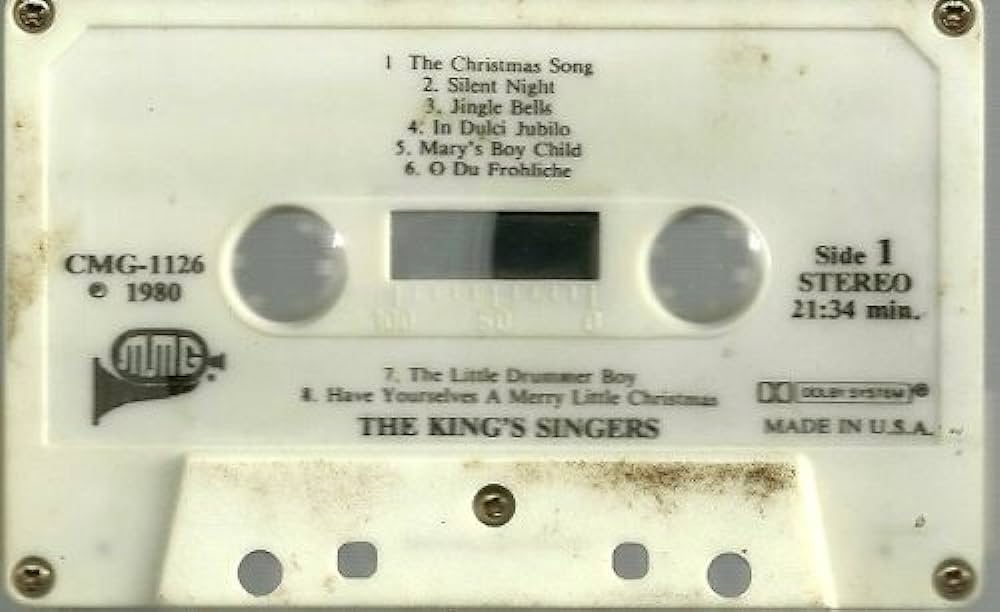 1 The Christmas Song
2. Silent Night
3. Jingle Bells
4. In Dulci Jubilo
5. Mary's Boy Child
6. O Du Frohliche
CMG-1126
℗ 1980
Side 1
STEREO
21:34 min.
100 50 0
MMG
7. The Little Drummer Boy
8. Have Yourselves A Merry Little Christmas
THE KING'S SINGERS
DOLBY SYSTEM ®
MADE IN U.S.A.